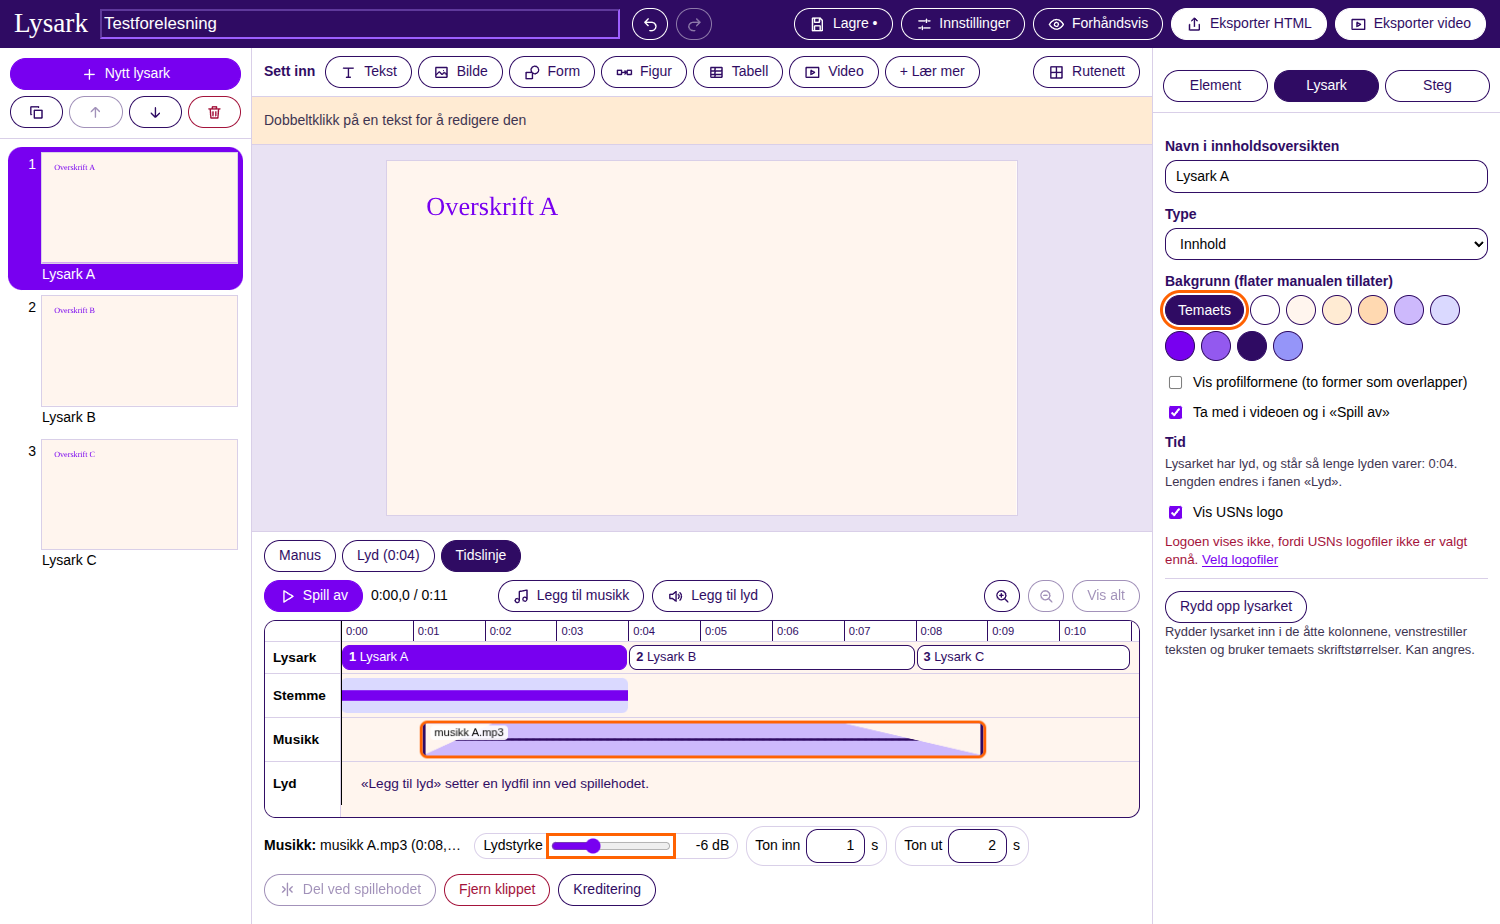 Lysark Testforelesning Lagre • Innstillinger Forhåndsvis Eksporter HTML Eksporter video
Nytt lysark
1 Overskrift A
Lysark A
2 Overskrift B
Lysark B
3 Overskrift C
Lysark C
Sett inn Tekst Bilde Form Figur Tabell Video + Lær mer Rutenett
Dobbeltklikk på en tekst for å redigere den
Overskrift A
Manus Lyd (0:04) Tidslinje
Spill av 0:00,0 / 0:11 Legg til musikk Legg til lyd Vis alt
0:00 0:01 0:02 0:03 0:04 0:05 0:06 0:07 0:08 0:09 0:10
Lysark 1 Lysark A 2 Lysark B 3 Lysark C
Stemme
Musikk musikk A.mp3
Lyd «Legg til lyd» setter en lydfil inn ved spillehodet.
Musikk: musikk A.mp3 (0:08,… Lydstyrke -6 dB Ton inn 1 s Ton ut 2 s
Del ved spillehodet Fjern klippet Kreditering
Element Lysark Steg
Navn i innholdsoversikten
Lysark A
Type
Innhold
Bakgrunn (flater manualen tillater)
Temaets
Vis profilformene (to former som overlapper)
Ta med i videoen og i «Spill av»
Tid
Lysarket har lyd, og står så lenge lyden varer: 0:04.
Lengden endres i fanen «Lyd».
Vis USNs logo
Logoen vises ikke, fordi USNs logofiler ikke er valgt
ennå. Velg logofiler
Rydd opp lysarket
Rydder lysarket inn i de åtte kolonnene, venstrestiller
teksten og bruker temaets skriftstørrelser. Kan angres.